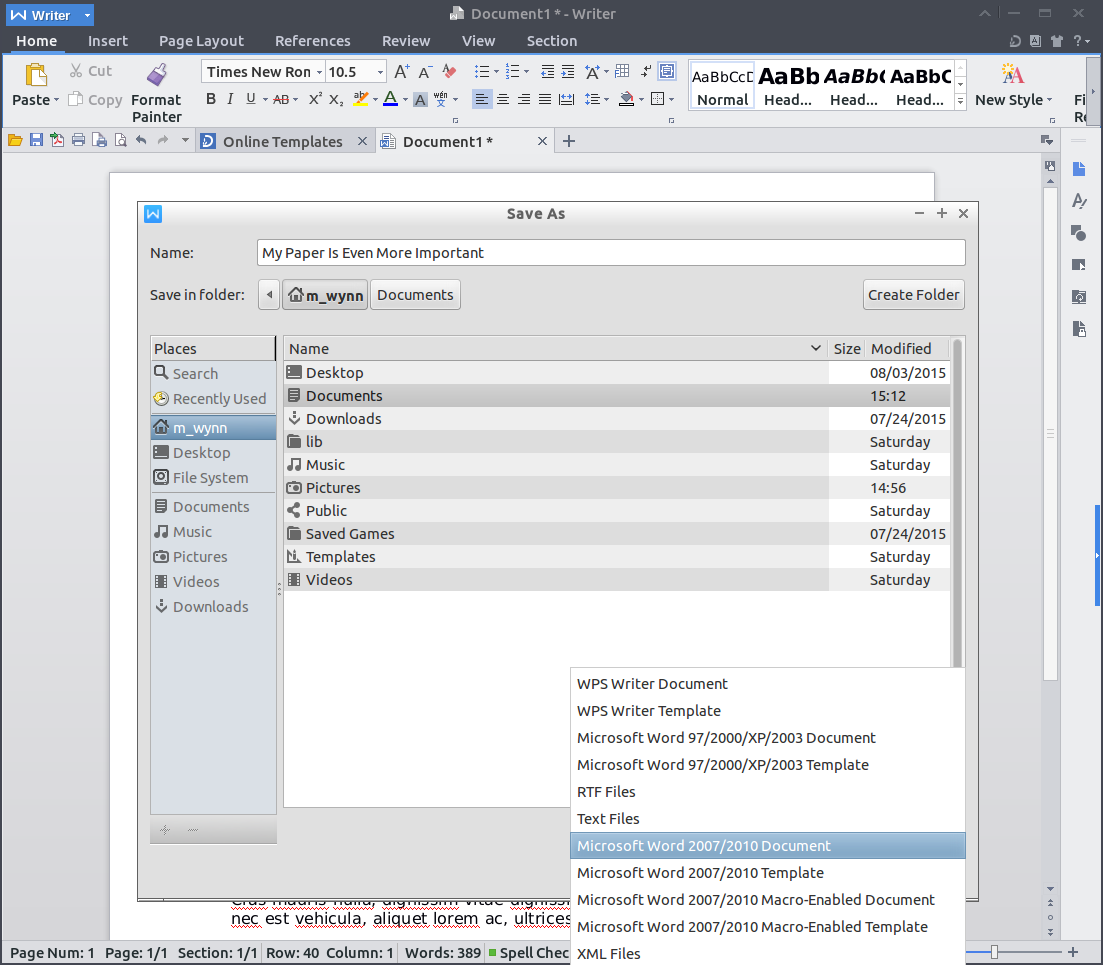 Writer
Document1 * - Writer
Home Insert Page Layout References Review View Section
Paste Cut Copy Format Painter
Times New Ron 10.5
B I U AB X² X₂
AaBbCcD AaBb AaBb( AaBbC
Normal Head... Head... Head...
New Style
Fi
Online Templates Document1 *
Save As
Name: My Paper Is Even More Important
Save in folder: m_wynn Documents Create Folder
Places
Search
Recently Used
m_wynn
Desktop
File System
Documents
Music
Pictures
Videos
Downloads
Name Size Modified
Desktop 08/03/2015
Documents 15:12
Downloads 07/24/2015
lib Saturday
Music Saturday
Pictures 14:56
Public Saturday
Saved Games 07/24/2015
Templates Saturday
Videos Saturday
WPS Writer Document
WPS Writer Template
Microsoft Word 97/2000/XP/2003 Document
Microsoft Word 97/2000/XP/2003 Template
RTF Files
Text Files
Microsoft Word 2007/2010 Document
Microsoft Word 2007/2010 Template
Microsoft Word 2007/2010 Macro-Enabled Document
Microsoft Word 2007/2010 Macro-Enabled Template
XML Files
nec est vehicula, aliquet lorem ac, ultrices
Page Num: 1 Page: 1/1 Section: 1/1 Row: 40 Column: 1 Words: 389 Spell Chec